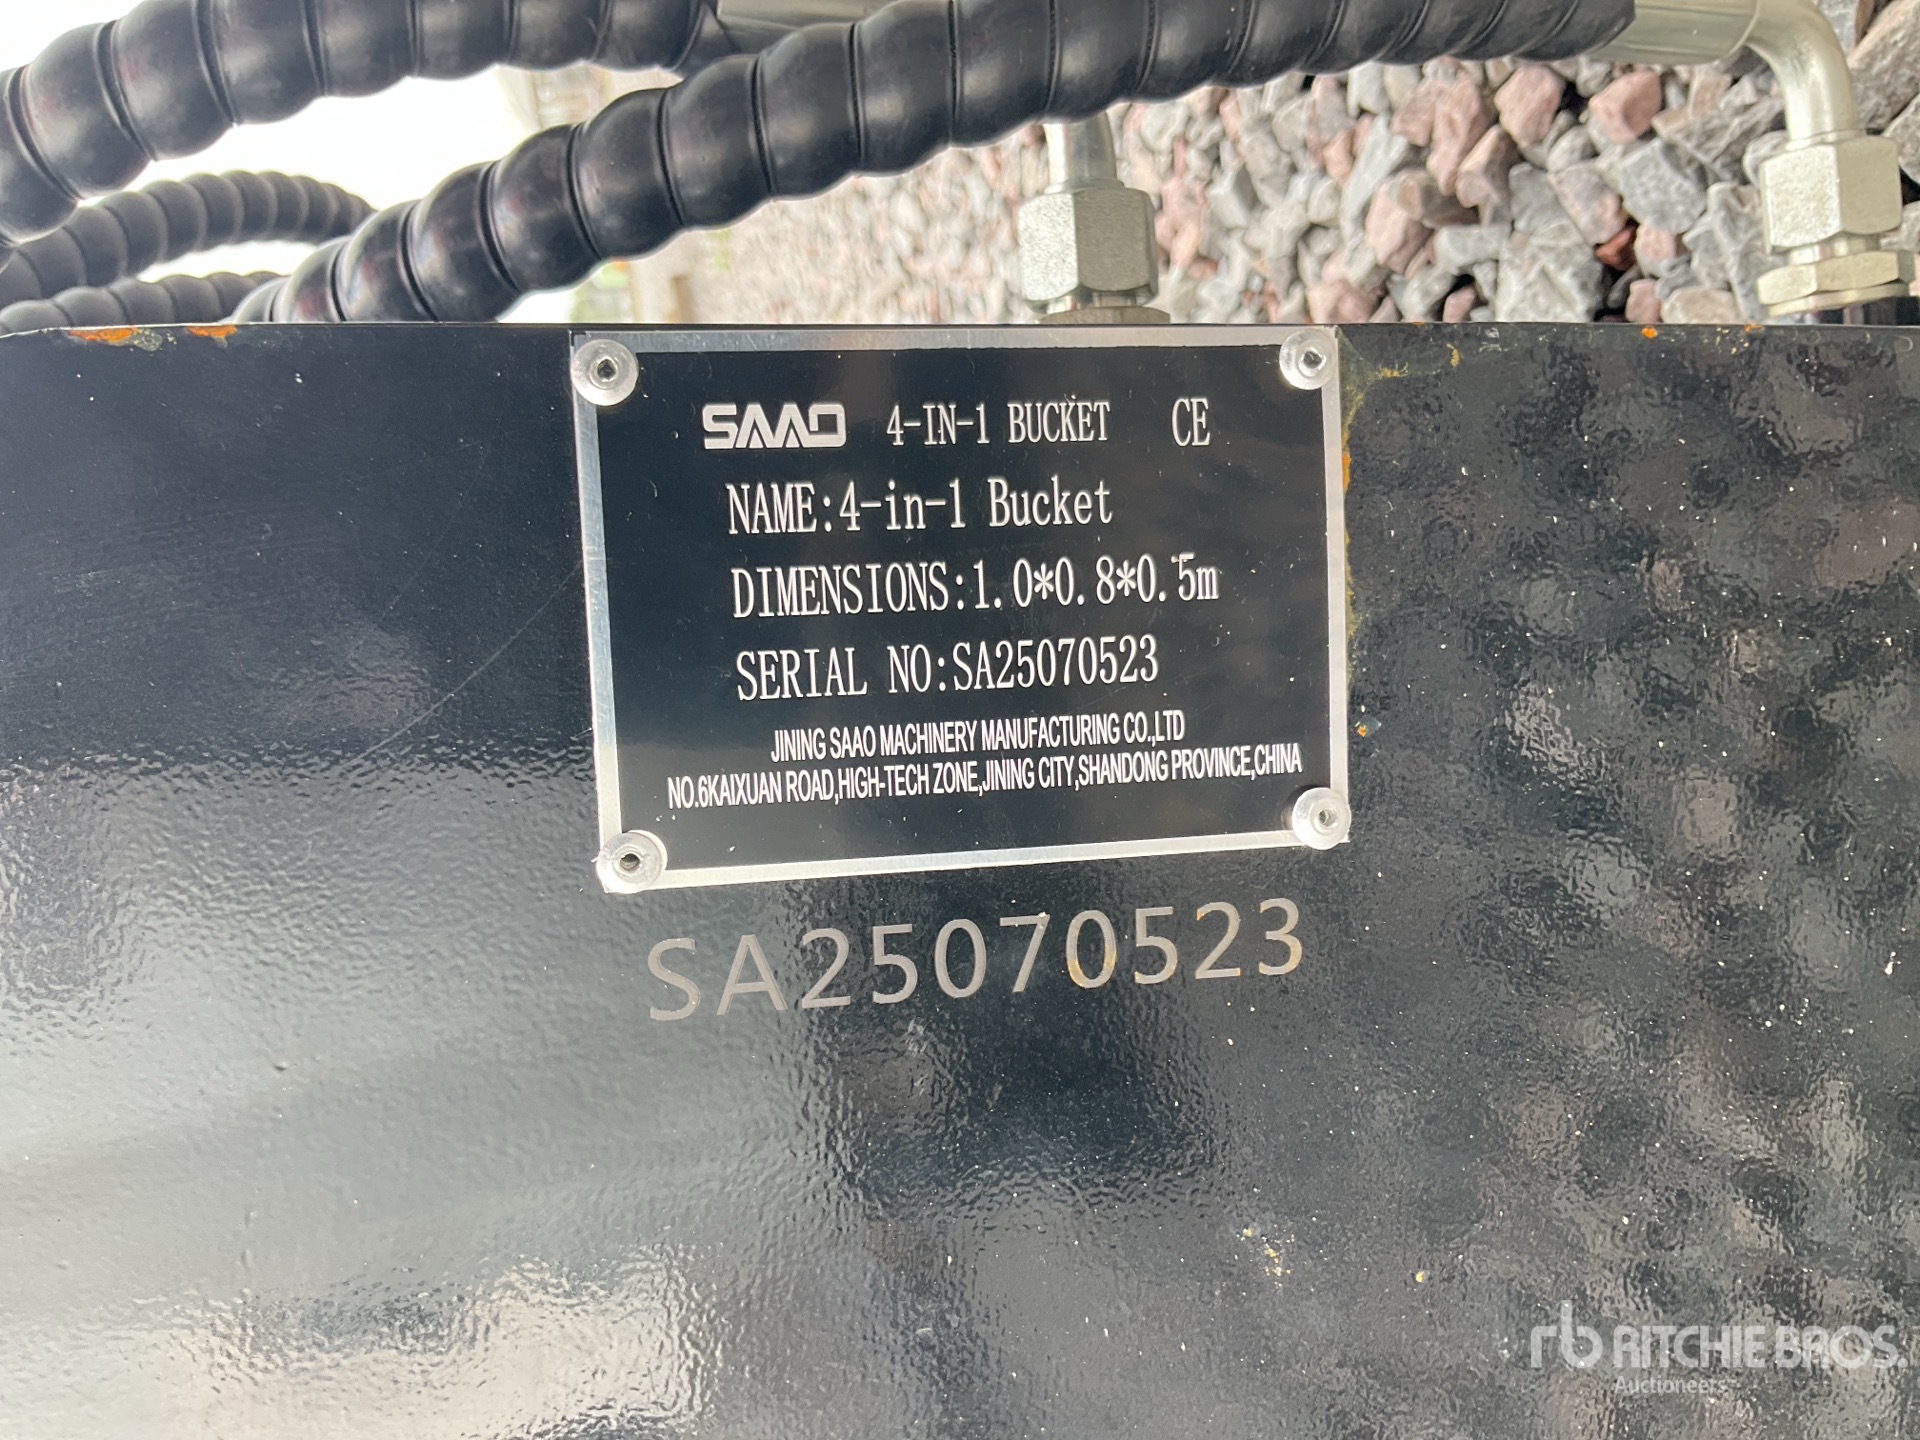 SAAO 4-IN-1 BUCKET CE
NAME:4-in-1 Bucket
DIMENSIONS:1.0*0.8*0.5m
SERIAL NO:SA25070523
JINING SAAO MACHINERY MANUFACTURING CO.,LTD
NO.6KAIXUAN ROAD,HIGH-TECH ZONE,JINING CITY,SHANDONG PROVINCE,CHINA
SA25070523
rb RITCHIE BROS.
Auctioneers